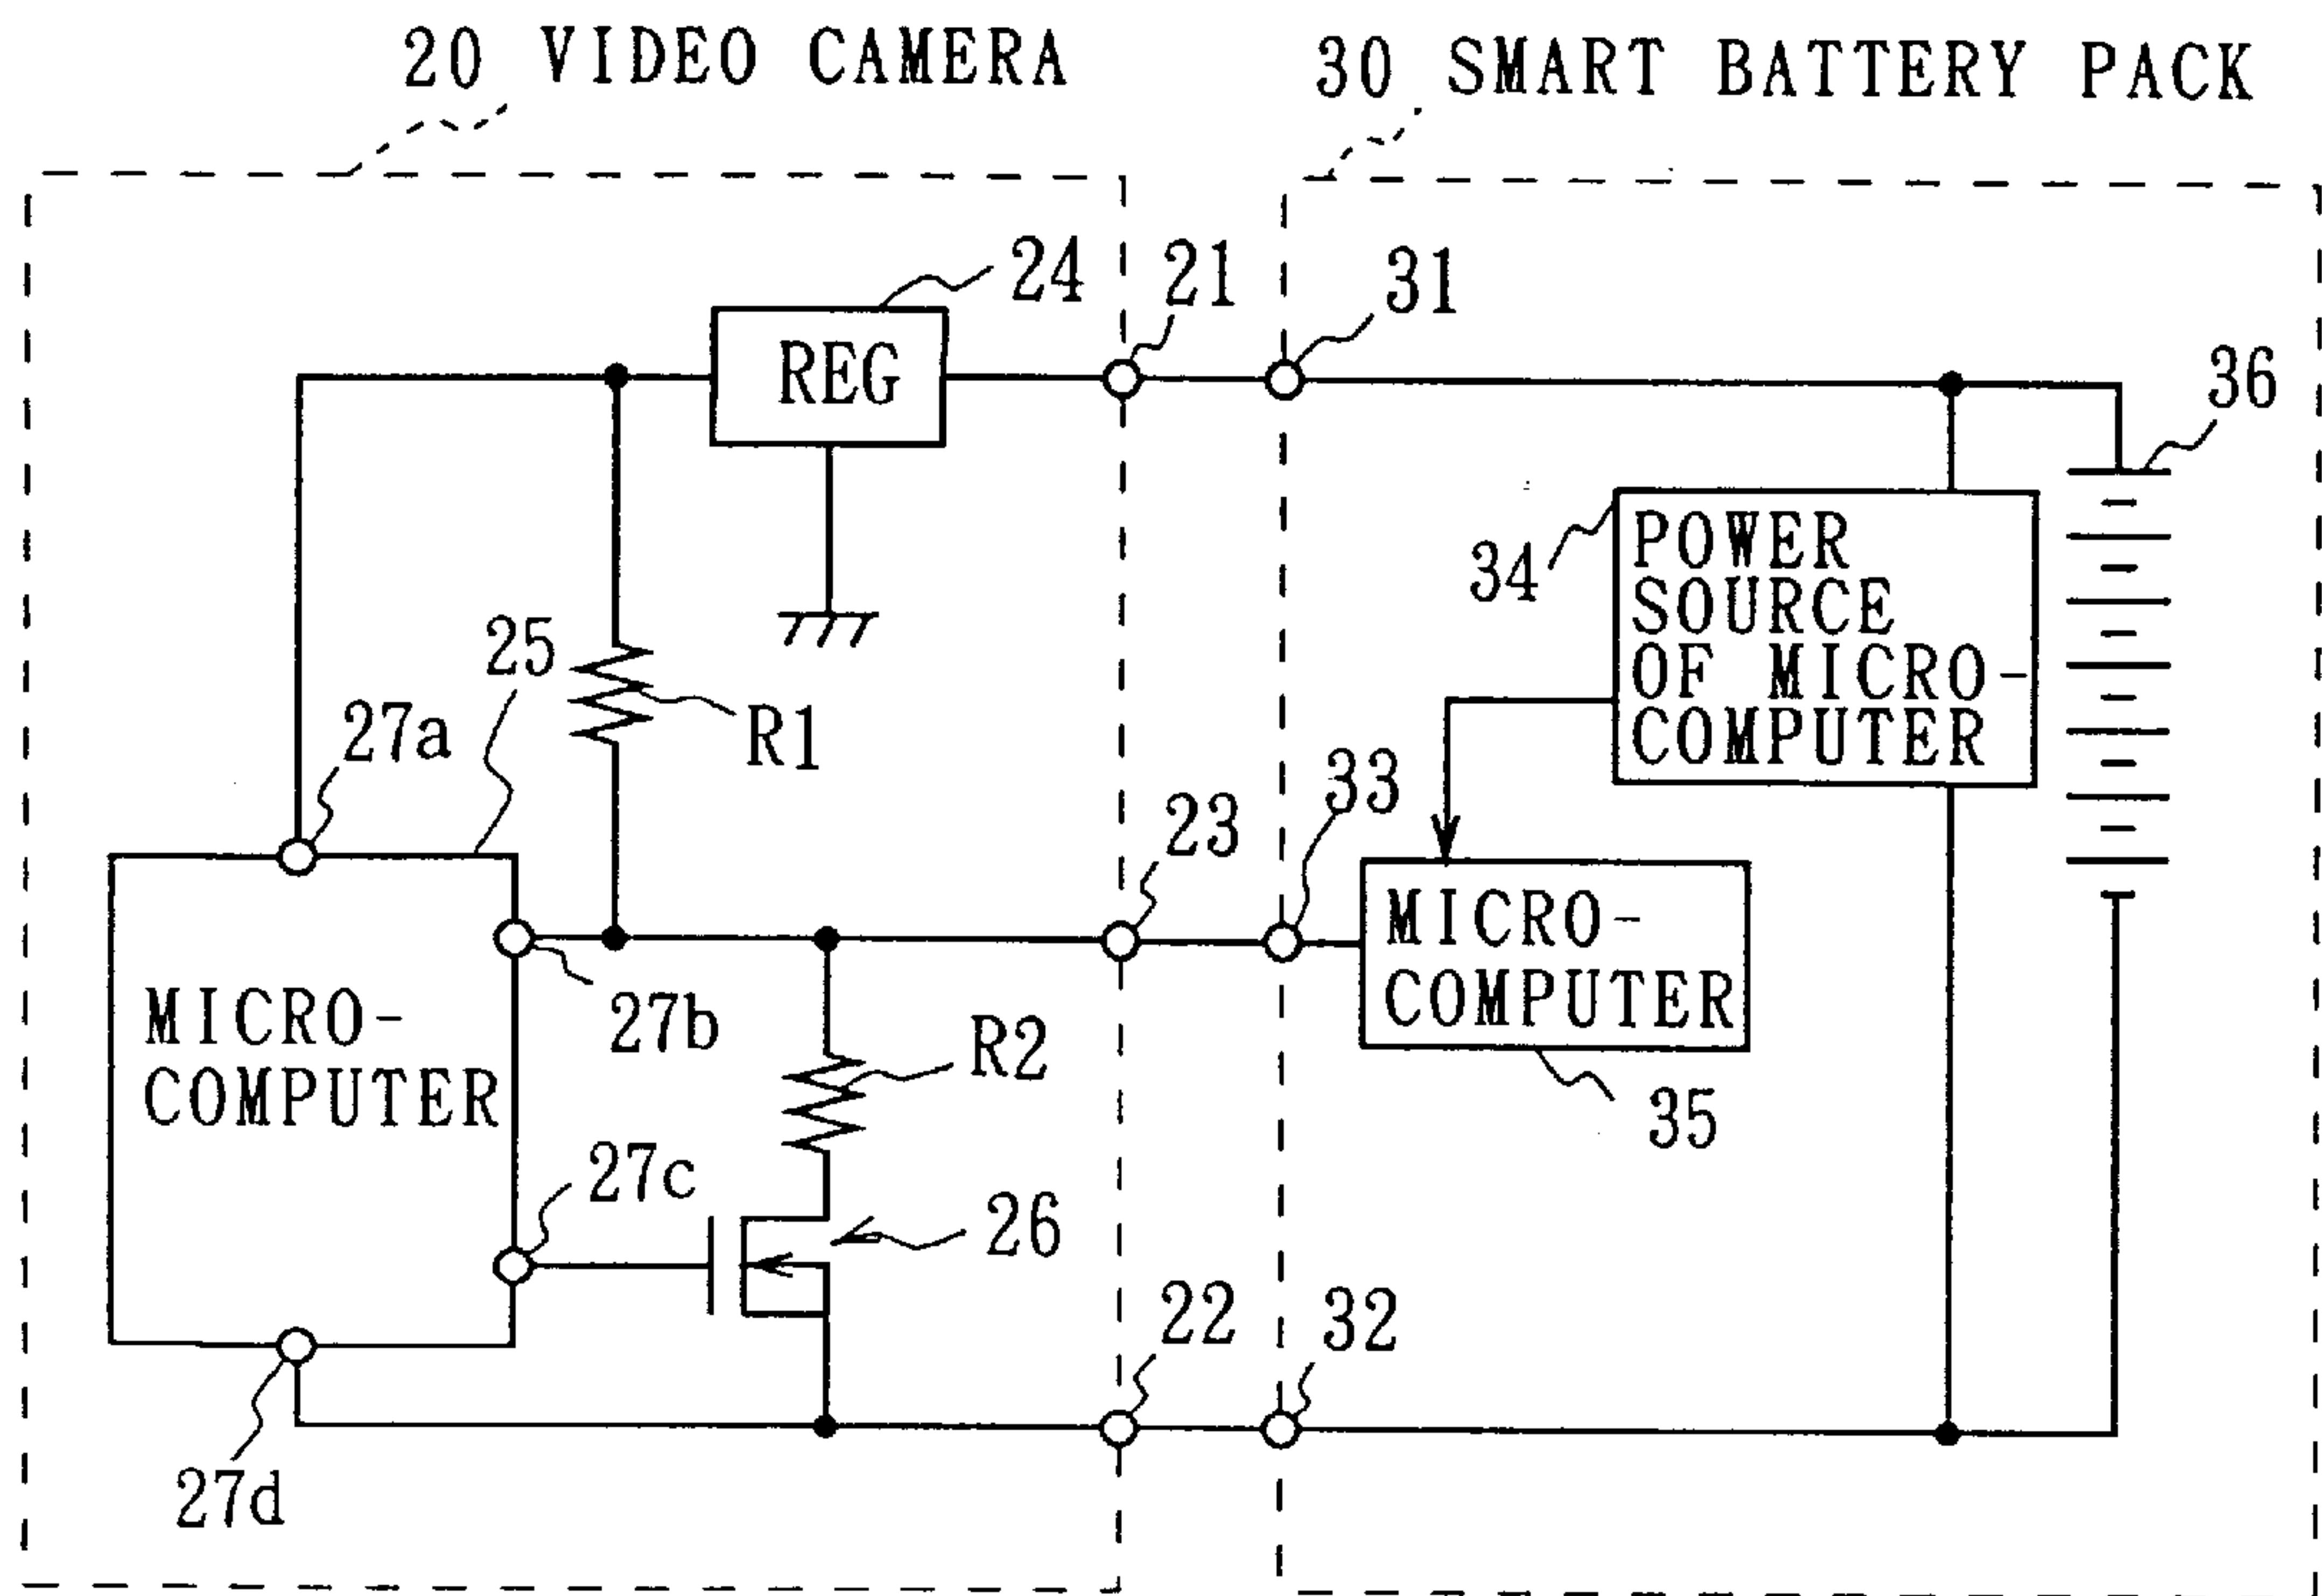 20 VIDEO CAMERA
30 SMART BATTERY PACK
24
21
31
REG
36
34
POWER
SOURCE
OF MICRO-
COMPUTER
25
27a
R1
23
33
MICRO-
COMPUTER
27b
R2
MICRO-
COMPUTER
35
27c
26
22
32
27d